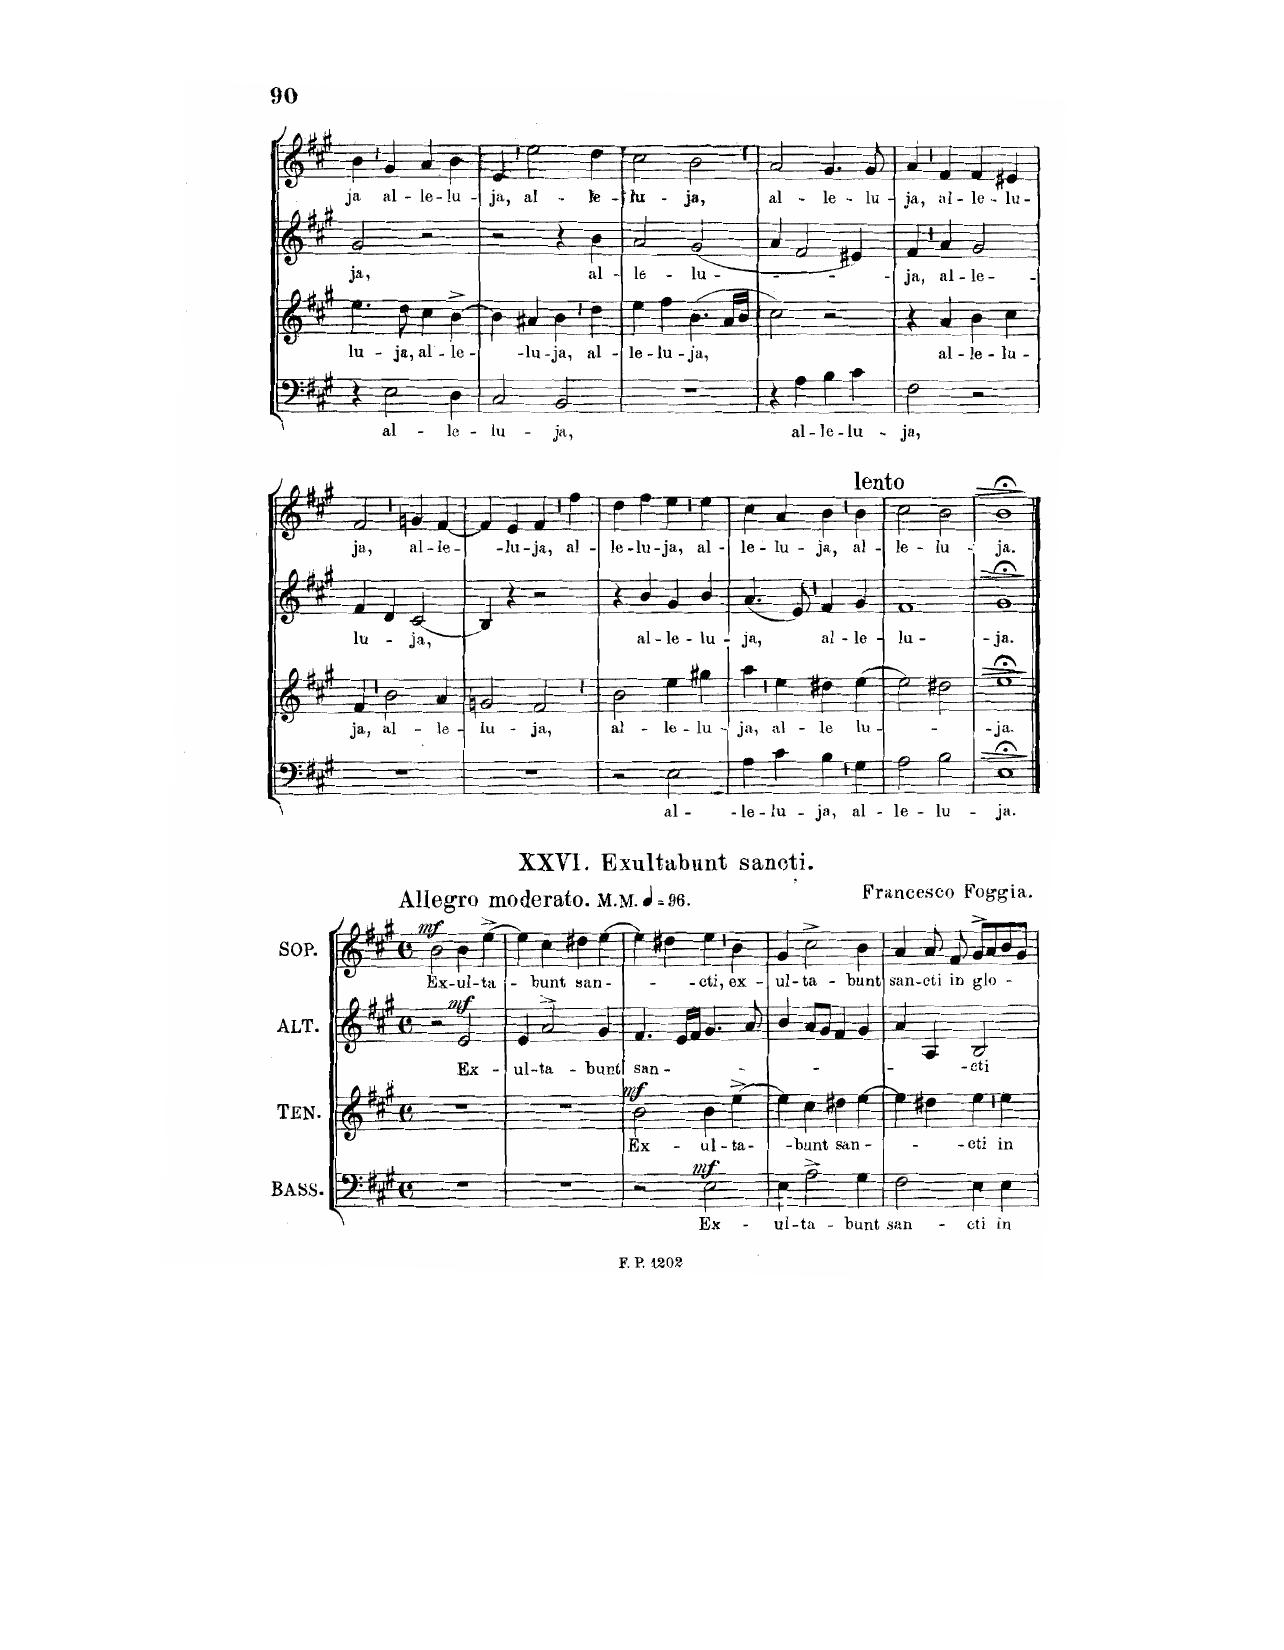 90
ja al - le - lu - ja, al - le - lu - ja, al - le - lu - ja, al - le - lu -
ja, al - le - lu - - - - ja, al - le -
lu - ja, al - le - -lu - ja, al - le - lu - ja, al - le - lu -
al - le - lu - ja, al - le - lu - ja,
lento
ja, al - le - -lu - ja, al - le - lu - ja, al - le - lu - ja, al - le - lu - ja.
lu - ja, al - le - lu - ja, al - le - lu - -ja.
ja, al - le - lu - ja, al - le - lu - ja, al - le lu - - -ja.
al - -le - lu - ja, al - le - lu - ja.
XXVI. Exultabunt sancti.
Allegro moderato. M.M. ♩ = 96.
Francesco Foggia.
mf
SOP.
Ex - ul - ta - bunt san - - -cti, ex - ul - ta - bunt san - cti in glo -
mf
ALT.
Ex - ul - ta - bunt san - - - - -cti
mf
TEN.
Ex - ul - ta - -bunt san - - -cti in
mf
BASS.
Ex - ul - ta - bunt san - cti in
F. P. 1202